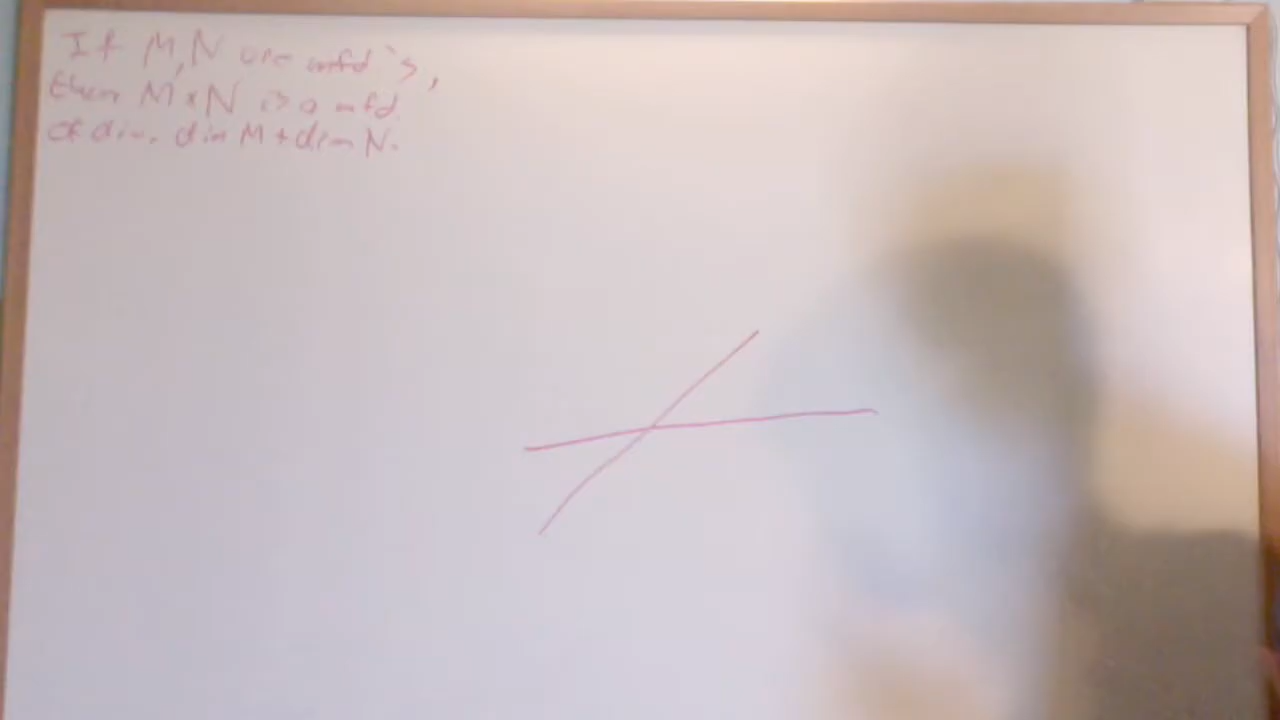 If M,N are mfd's,
then M×N is a mfd
of dim. dim M + dim N.